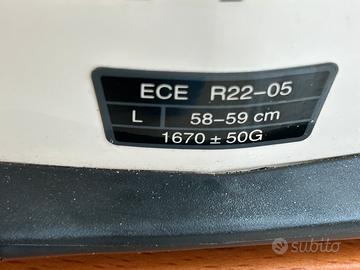 ECE R22-05
L 58-59 cm
1670 ± 50G
subito